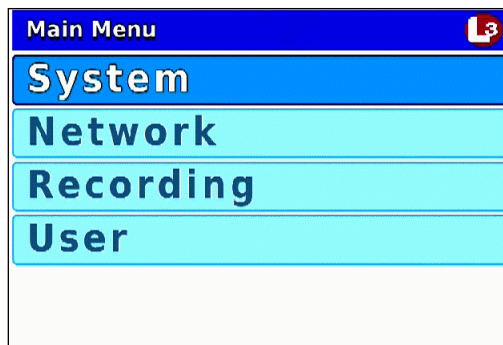 Main Menu
L3
System
Network
Recording
User